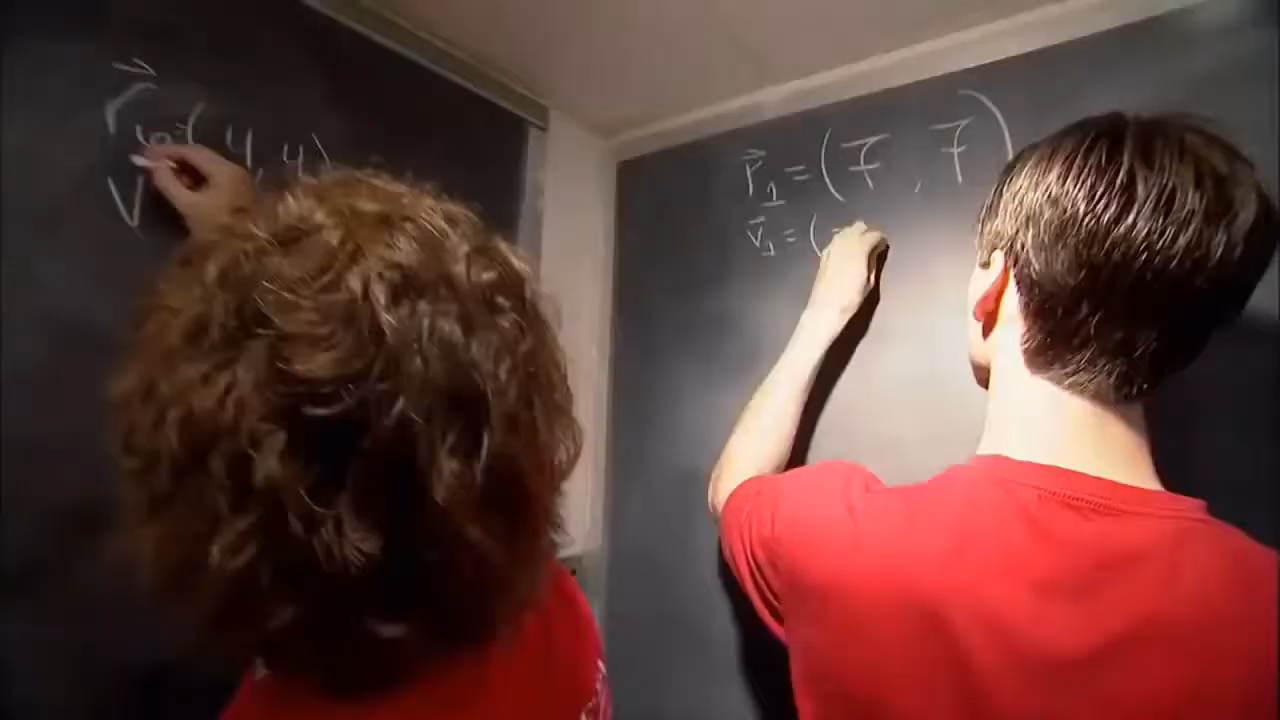 r⃗₀=(4,4)
V
r⃗₁=(7,7)
v⃗₁=(